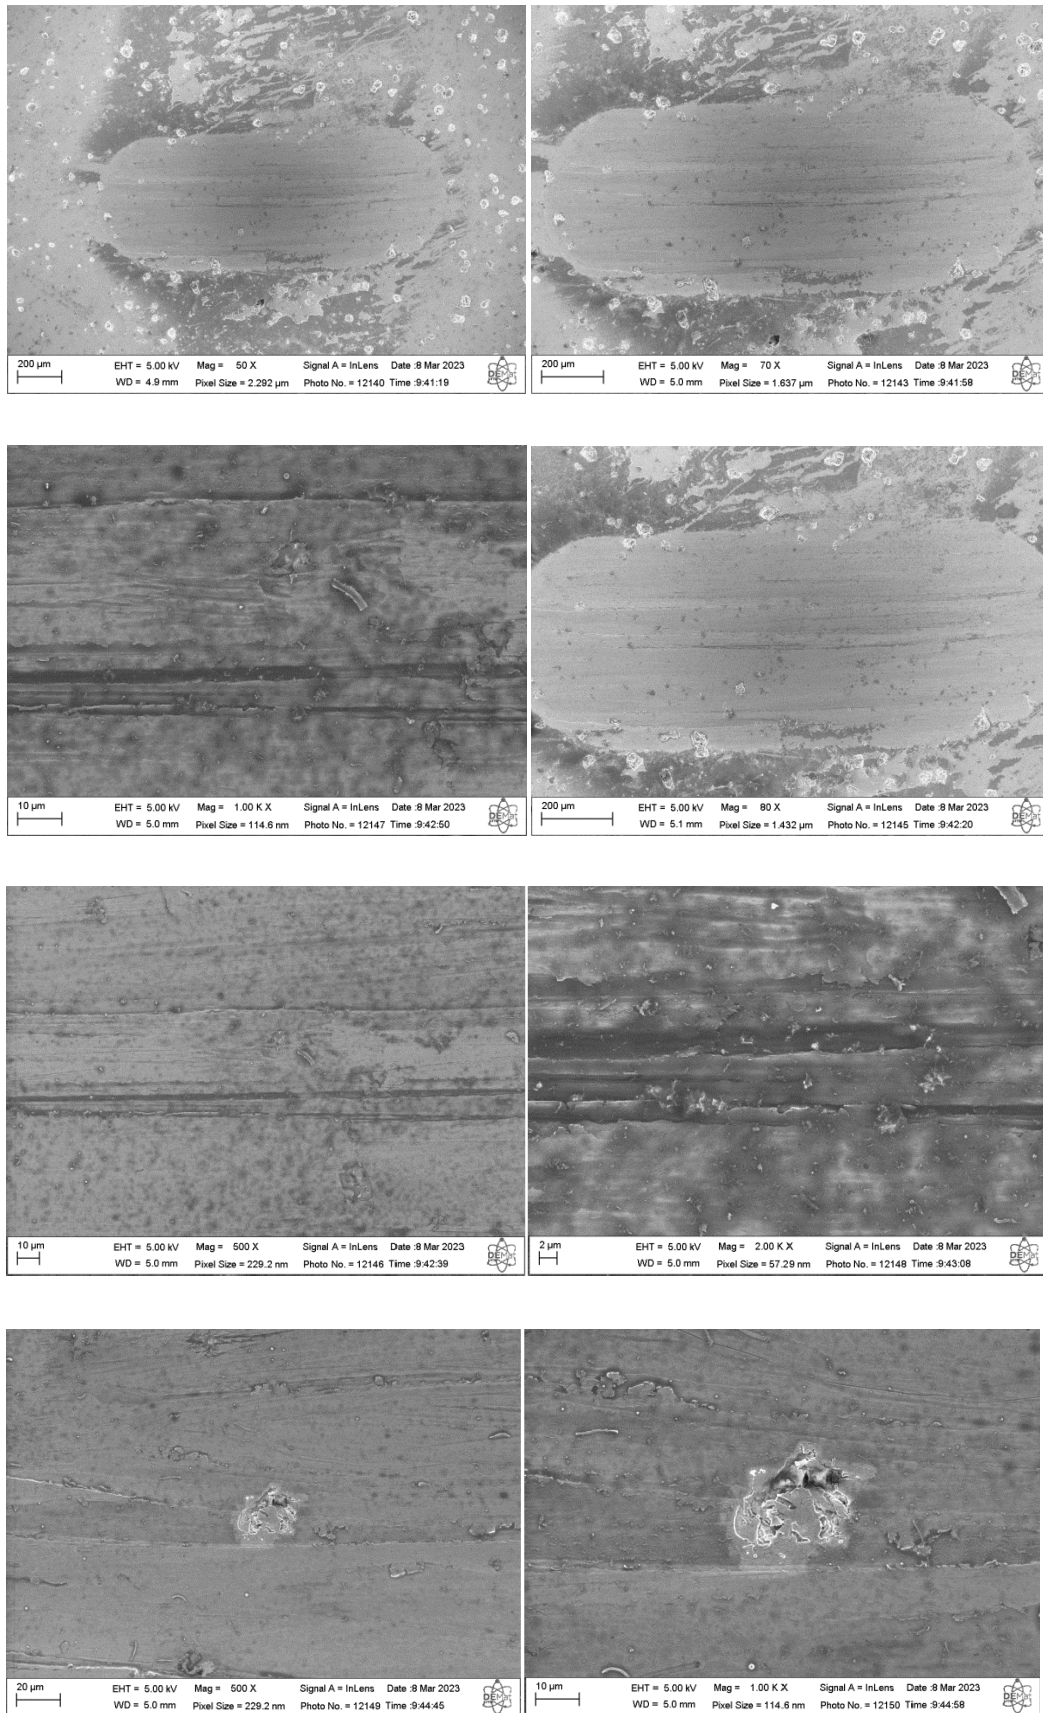 200 µm EHT = 5.00 kV Mag = 50 X Signal A = InLens Date :8 Mar 2023
WD = 4.9 mm Pixel Size = 2.292 µm Photo No. = 12140 Time :9:41:19
DEMat
200 µm EHT = 5.00 kV Mag = 70 X Signal A = InLens Date :8 Mar 2023
WD = 5.0 mm Pixel Size = 1.637 µm Photo No. = 12143 Time :9:41:58
DEMat
10 µm EHT = 5.00 kV Mag = 1.00 K X Signal A = InLens Date :8 Mar 2023
WD = 5.0 mm Pixel Size = 114.6 nm Photo No. = 12147 Time :9:42:50
DEMat
200 µm EHT = 5.00 kV Mag = 80 X Signal A = InLens Date :8 Mar 2023
WD = 5.1 mm Pixel Size = 1.432 µm Photo No. = 12145 Time :9:42:20
DEMat
10 µm EHT = 5.00 kV Mag = 500 X Signal A = InLens Date :8 Mar 2023
WD = 5.0 mm Pixel Size = 229.2 nm Photo No. = 12146 Time :9:42:39
DEMat
2 µm EHT = 5.00 kV Mag = 2.00 K X Signal A = InLens Date :8 Mar 2023
WD = 5.0 mm Pixel Size = 57.29 nm Photo No. = 12148 Time :9:43:08
DEMat
20 µm EHT = 5.00 kV Mag = 500 X Signal A = InLens Date :8 Mar 2023
WD = 5.0 mm Pixel Size = 229.2 nm Photo No. = 12149 Time :9:44:45
DEMat
10 µm EHT = 5.00 kV Mag = 1.00 K X Signal A = InLens Date :8 Mar 2023
WD = 5.0 mm Pixel Size = 114.6 nm Photo No. = 12150 Time :9:44:58
DEMat